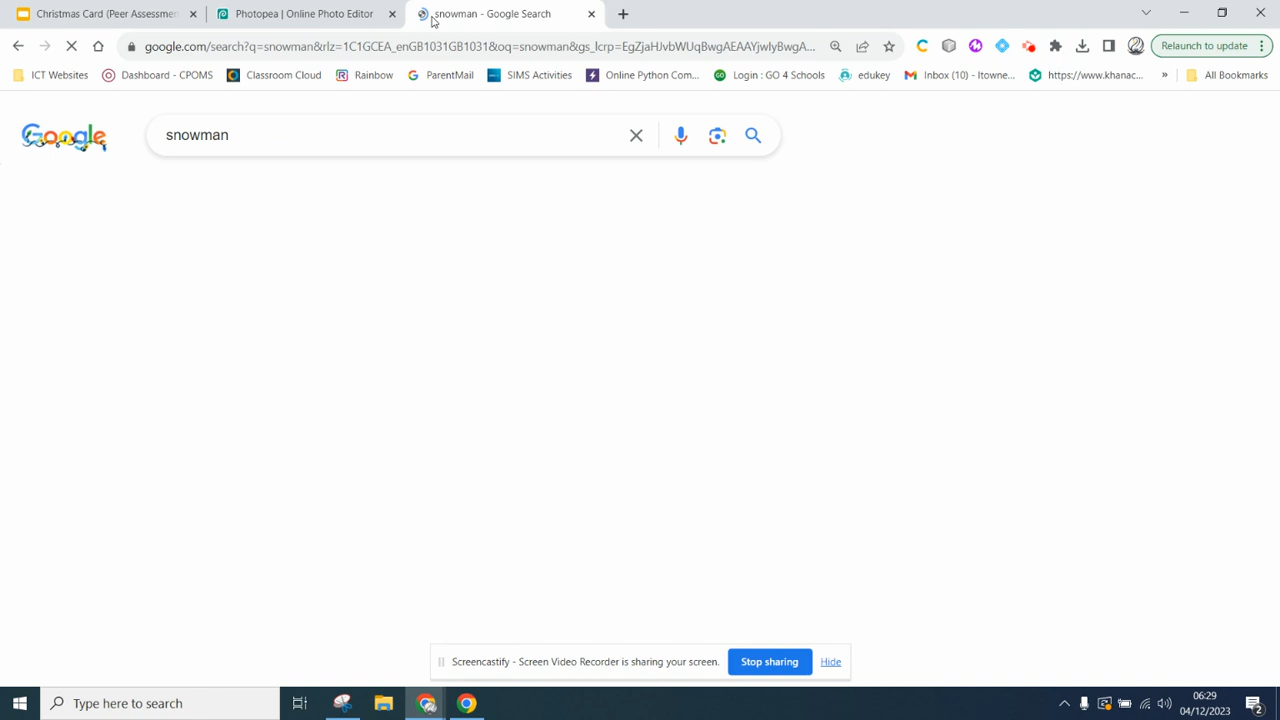 Christmas Card (Peer Assessmen
Photopea | Online Photo Editor
snowman - Google Search
google.com/search?q=snowman&rlz=1C1GCEA_enGB1031GB1031&oq=snowman&gs_lcrp=EgZjaHJvbWUqBwgAEAAYjwIyBwgA...
Relaunch to update
ICT Websites
Dashboard - CPOMS
Classroom Cloud
Rainbow
ParentMail
SIMS Activities
Online Python Com...
Login : GO 4 Schools
edukey
Inbox (10) - ltowne...
https://www.khanac...
»
All Bookmarks
Google
snowman
Screencastify - Screen Video Recorder is sharing your screen.
Stop sharing
Hide
Type here to search
06:29
04/12/2023
2